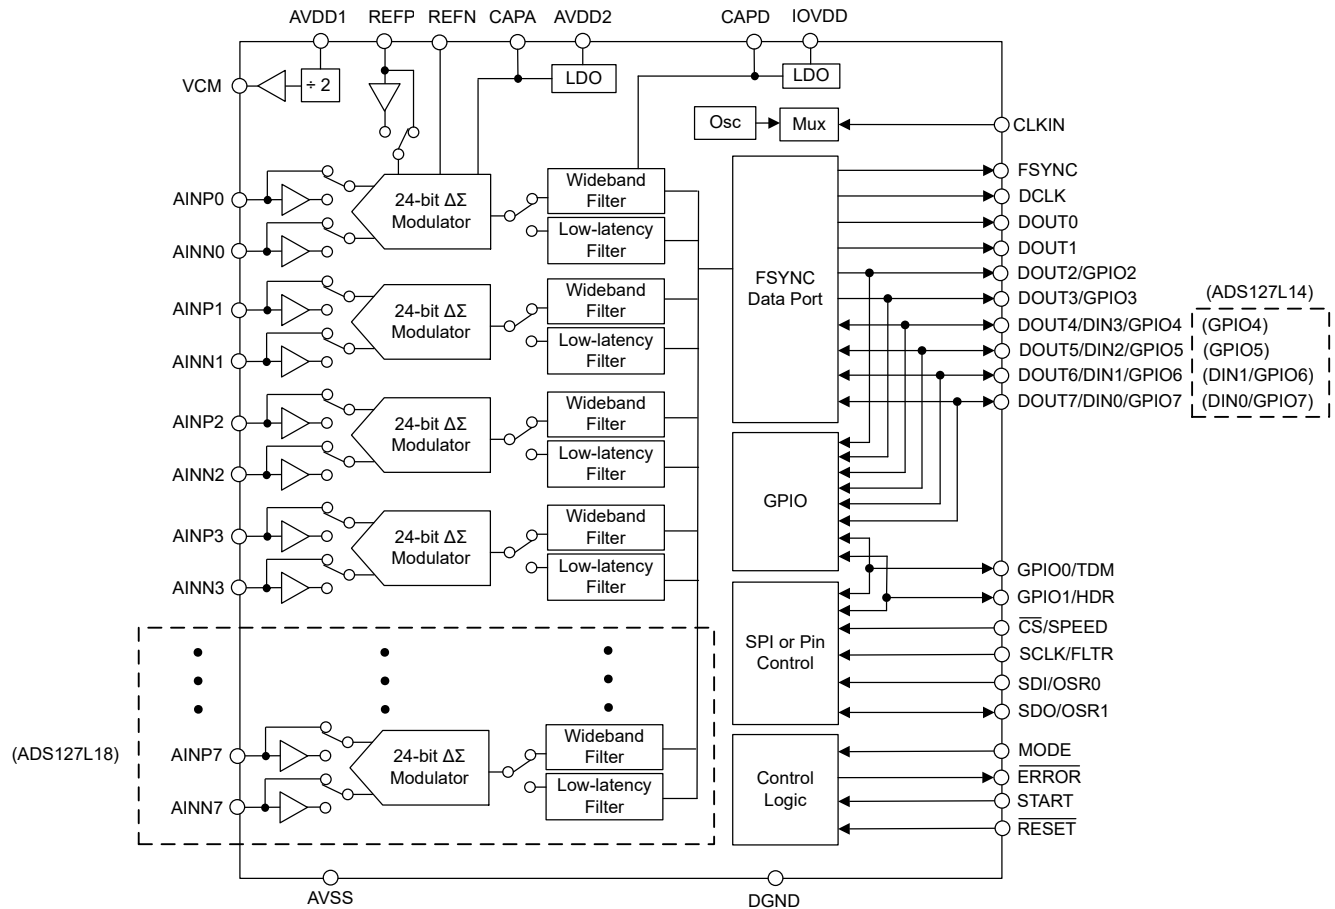 AVDD1 REFP REFN CAPA AVDD2 CAPD IOVDD
VCM
÷ 2
LDO
LDO
Osc
Mux
CLKIN
AINP0
AINN0
24-bit ΔΣ
Modulator
Wideband
Filter
Low-latency
Filter
AINP1
AINN1
24-bit ΔΣ
Modulator
Wideband
Filter
Low-latency
Filter
AINP2
AINN2
24-bit ΔΣ
Modulator
Wideband
Filter
Low-latency
Filter
AINP3
AINN3
24-bit ΔΣ
Modulator
Wideband
Filter
Low-latency
Filter
(ADS127L18)
AINP7
AINN7
24-bit ΔΣ
Modulator
Wideband
Filter
Low-latency
Filter
FSYNC
Data Port
FSYNC
DCLK
DOUT0
DOUT1
DOUT2/GPIO2
DOUT3/GPIO3
DOUT4/DIN3/GPIO4
DOUT5/DIN2/GPIO5
DOUT6/DIN1/GPIO6
DOUT7/DIN0/GPIO7
(ADS127L14)
(GPIO4)
(GPIO5)
(DIN1/GPIO6)
(DIN0/GPIO7)
GPIO
GPIO0/TDM
GPIO1/HDR
SPI or Pin
Control
CS/SPEED
SCLK/FLTR
SDI/OSR0
SDO/OSR1
Control
Logic
MODE
ERROR
START
RESET
AVSS
DGND